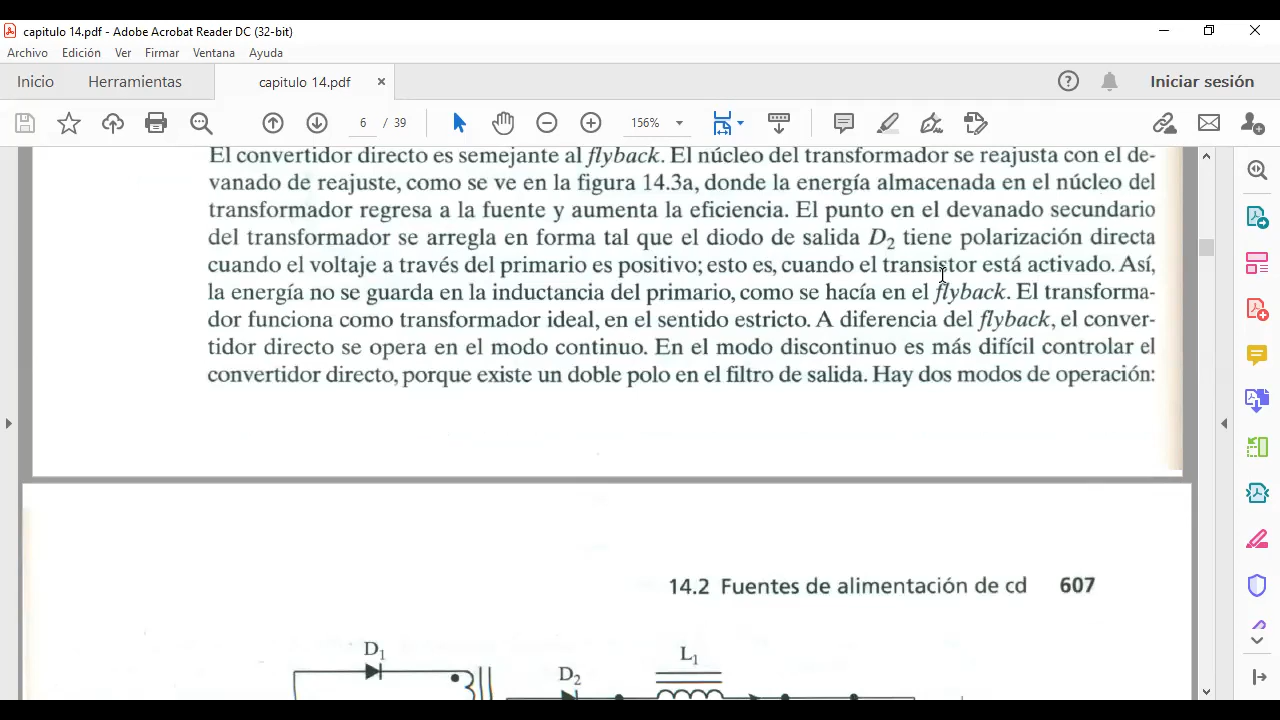 capitulo 14.pdf - Adobe Acrobat Reader DC (32-bit)
Archivo Edición Ver Firmar Ventana Ayuda
Inicio Herramientas capitulo 14.pdf × Iniciar sesión
6 / 39 156%
El convertidor directo es semejante al flyback. El núcleo del transformador se reajusta con el de-
vanado de reajuste, como se ve en la figura 14.3a, donde la energía almacenada en el núcleo del
transformador regresa a la fuente y aumenta la eficiencia. El punto en el devanado secundario
del transformador se arregla en forma tal que el diodo de salida D2 tiene polarización directa
cuando el voltaje a través del primario es positivo; esto es, cuando el transistor está activado. Así,
la energía no se guarda en la inductancia del primario, como se hacía en el flyback. El transforma-
dor funciona como transformador ideal, en el sentido estricto. A diferencia del flyback, el conver-
tidor directo se opera en el modo continuo. En el modo discontinuo es más difícil controlar el
convertidor directo, porque existe un doble polo en el filtro de salida. Hay dos modos de operación:
14.2 Fuentes de alimentación de cd 607
D1
L1
D2